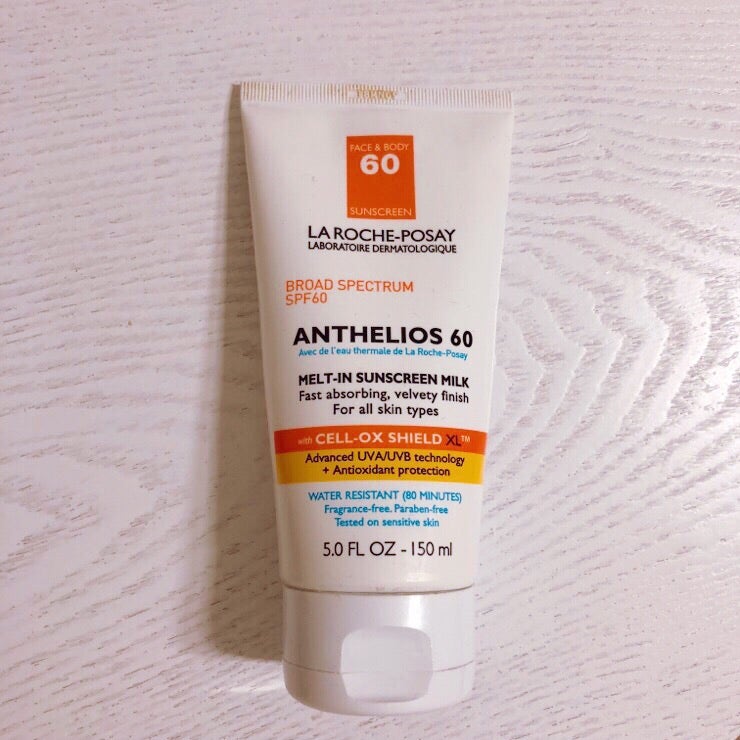 FACE & BODY
60
SUNSCREEN
LA ROCHE-POSAY
LABORATOIRE DERMATOLOGIQUE
BROAD SPECTRUM
SPF60
ANTHELIOS 60
Avec de l'eau thermale de La Roche-Posay
MELT-IN SUNSCREEN MILK
Fast absorbing, velvety finish
For all skin types
with CELL-OX SHIELD XL™
Advanced UVA/UVB technology
+ Antioxidant protection
WATER RESISTANT (80 MINUTES)
Fragrance-free. Paraben-free
Tested on sensitive skin
5.0 FL OZ - 150 ml